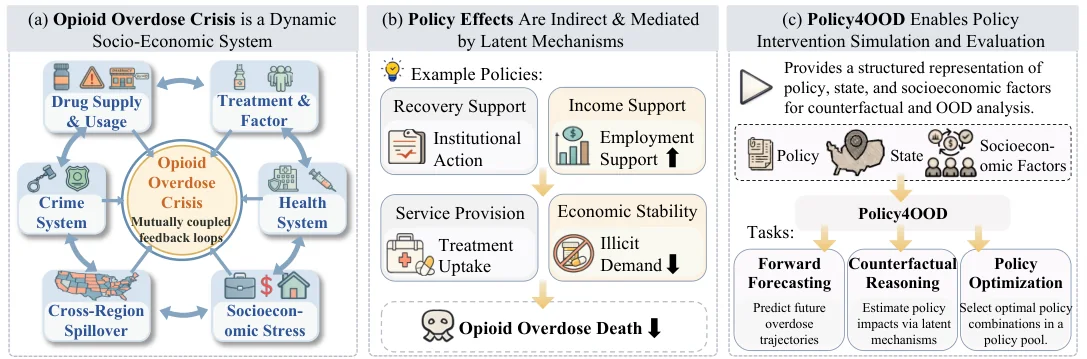 (a) Opioid Overdose Crisis is a Dynamic
Socio-Economic System
Drug Supply
& Usage
Treatment &
Factor
Crime
System
Opioid
Overdose
Crisis
Mutually coupled
feedback loops
Health
System
Cross-Region
Spillover
Socioecon-
omic Stress
(b) Policy Effects Are Indirect & Mediated
by Latent Mechanisms
Example Policies:
Recovery Support
Institutional
Action
Income Support
Employment
Support
Service Provision
Treatment
Uptake
Economic Stability
Illicit
Demand
Opioid Overdose Death
(c) Policy4OOD Enables Policy
Intervention Simulation and Evaluation
Provides a structured representation of
policy, state, and socioeconomic factors
for counterfactual and OOD analysis.
Policy
State
Socioecon-
omic Factors
Policy4OOD
Tasks:
Forward
Forecasting
Predict future
overdose
trajectories
Counterfactual
Reasoning
Estimate policy
impacts via latent
mechanisms
Policy
Optimization
Select optimal policy
combinations in a
policy pool.